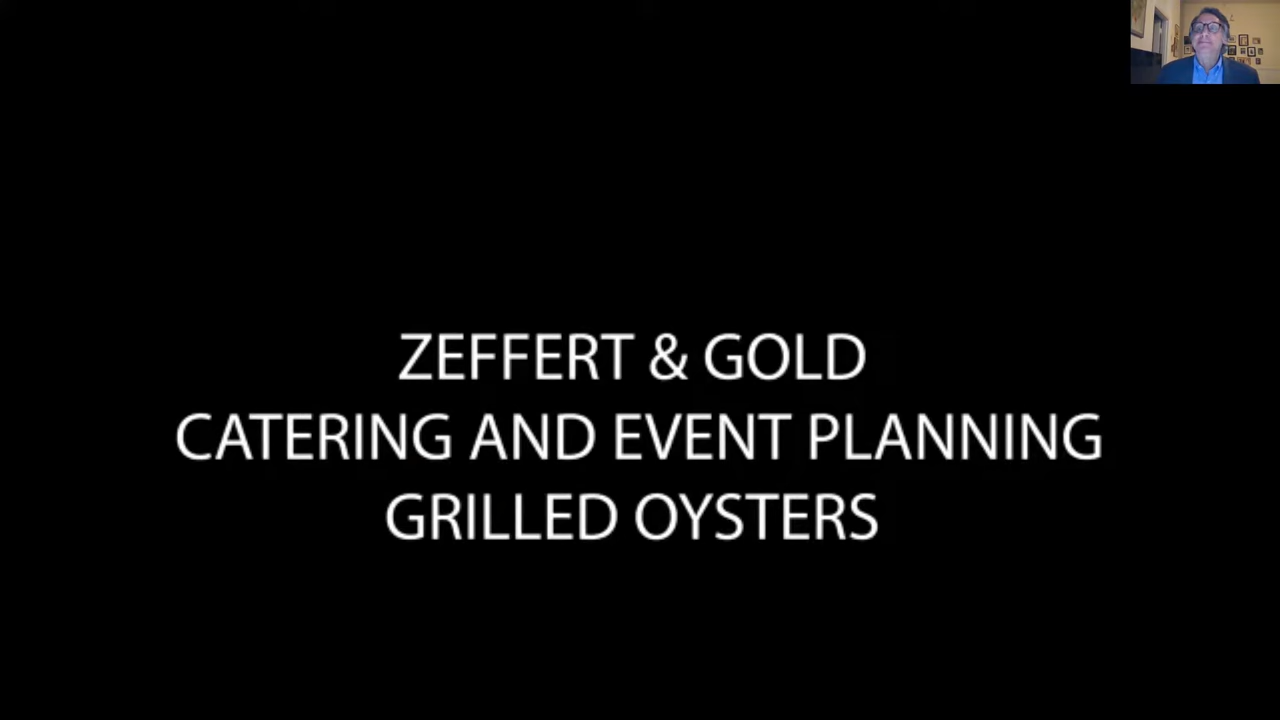 ZEFFERT & GOLD
CATERING AND EVENT PLANNING
GRILLED OYSTERS